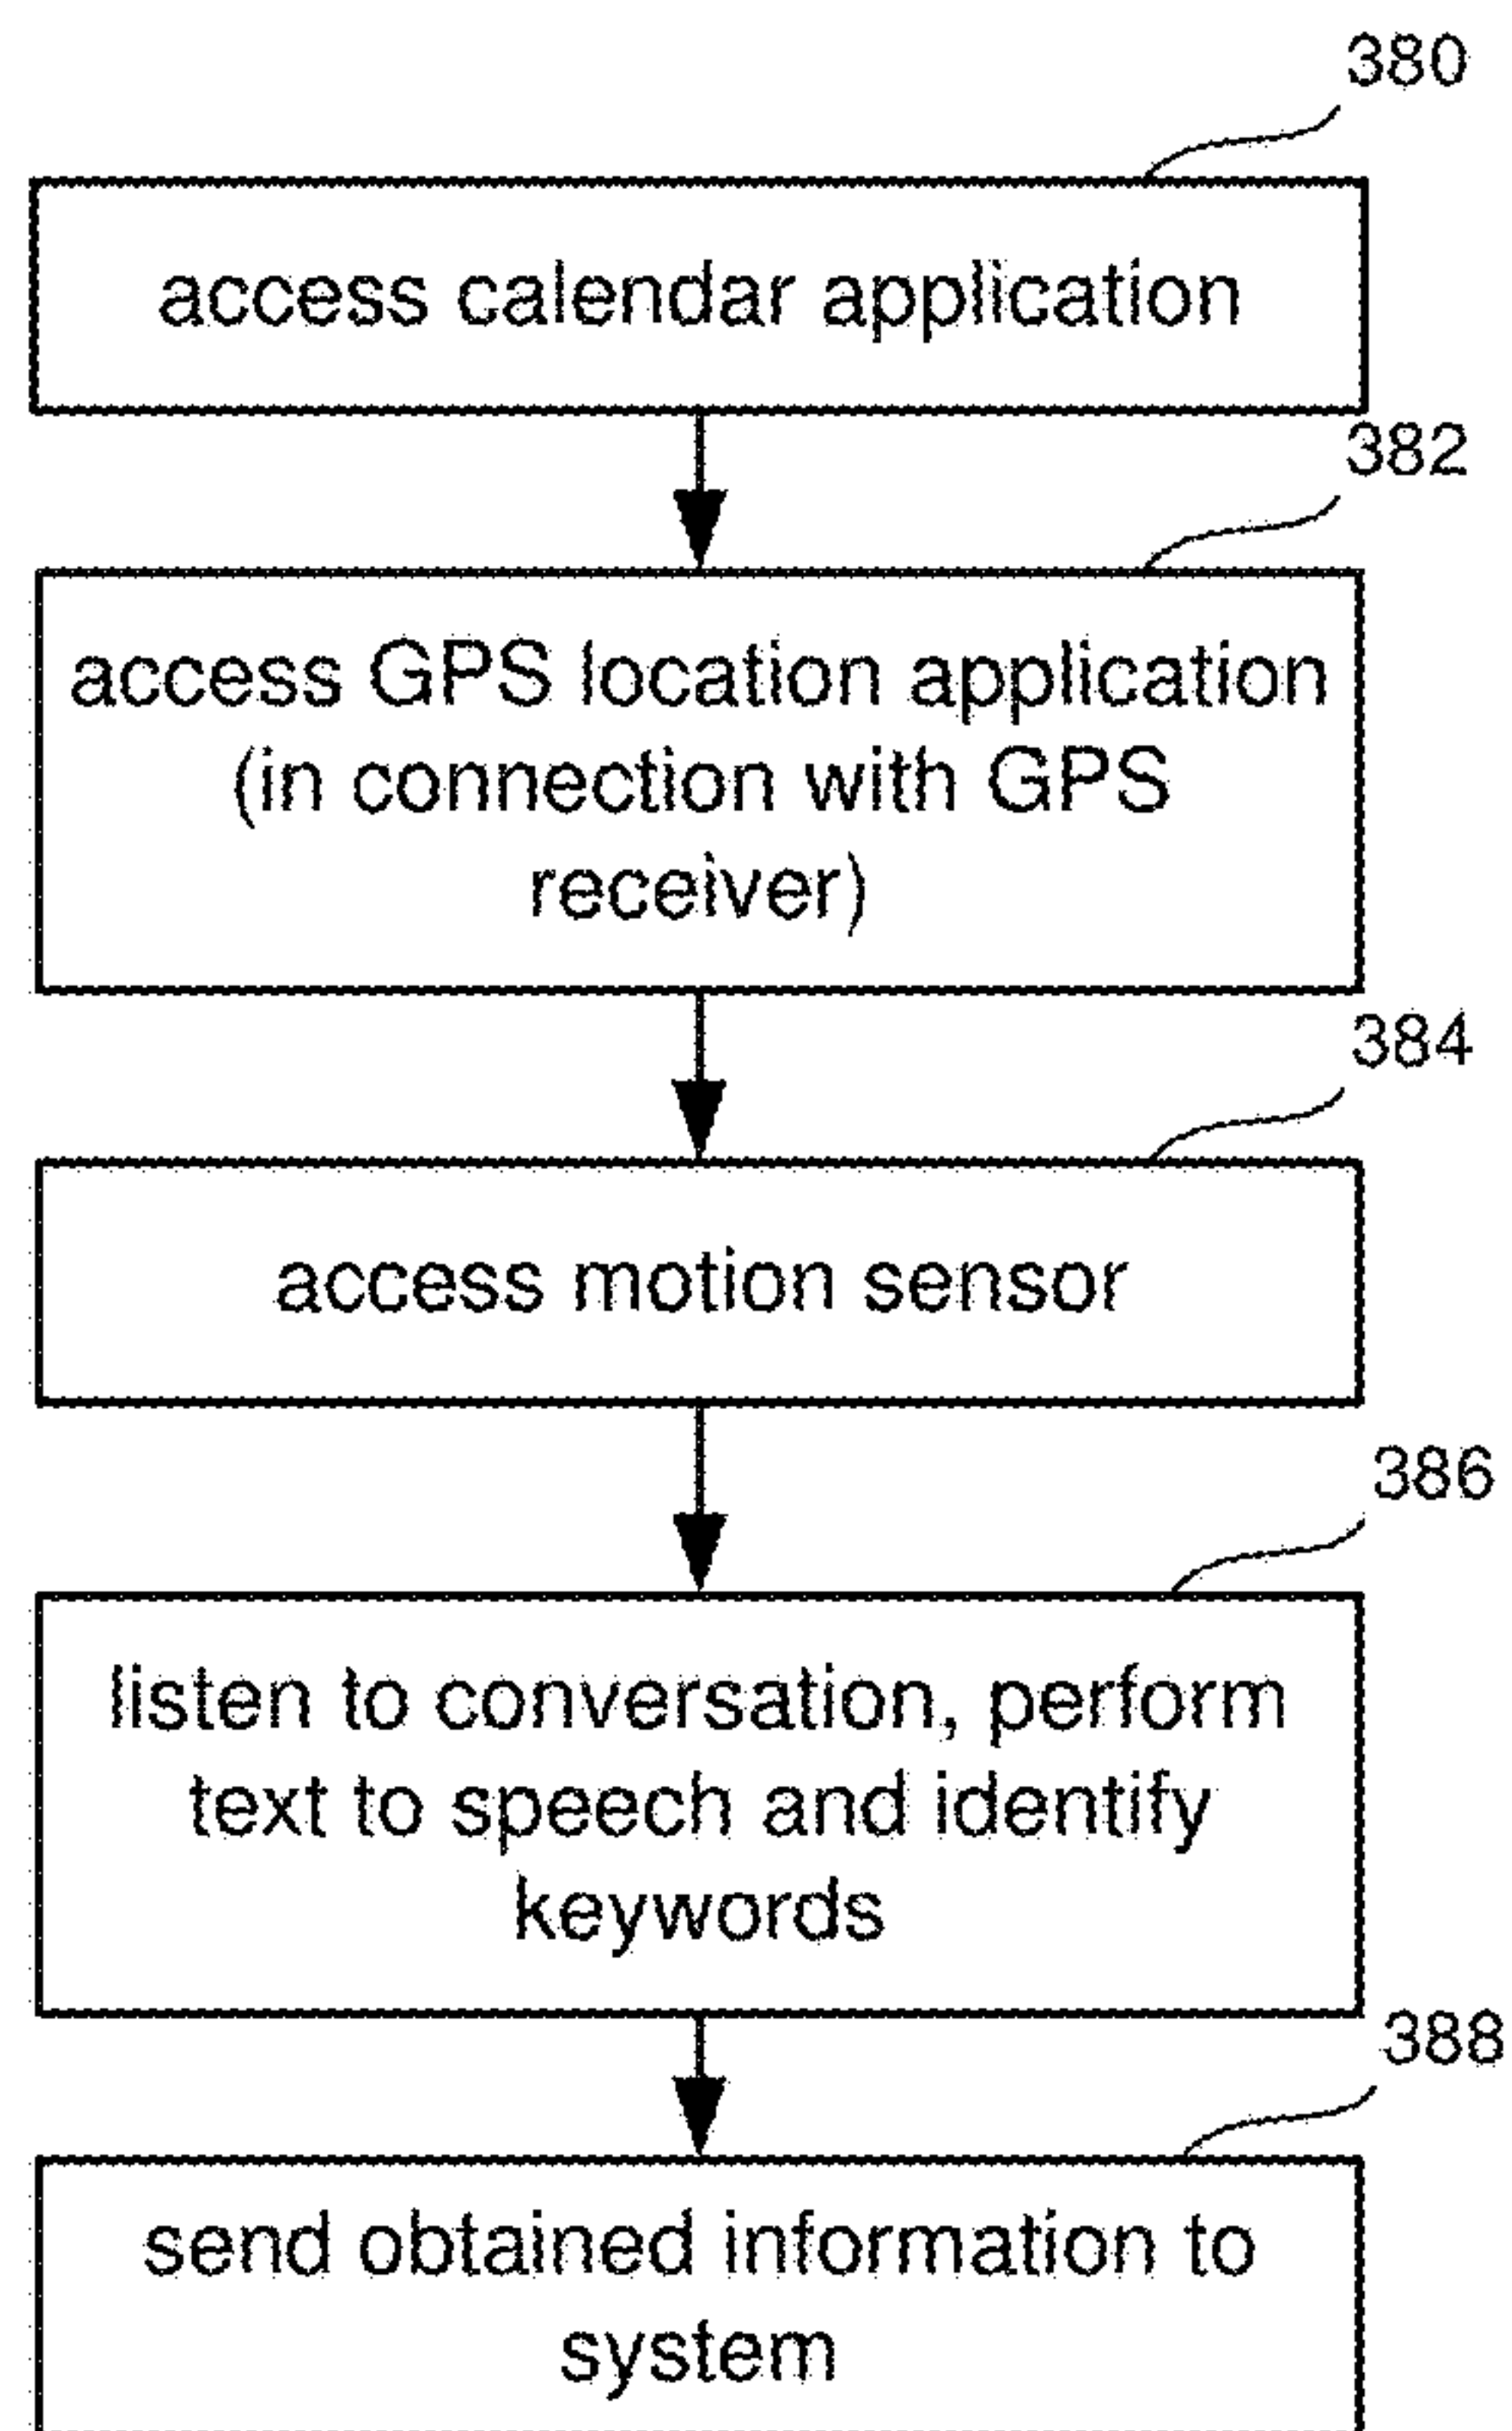 380
access calendar application
382
access GPS location application
(in connection with GPS
receiver)
384
access motion sensor
386
listen to conversation, perform
text to speech and identify
keywords
388
send obtained information to
system